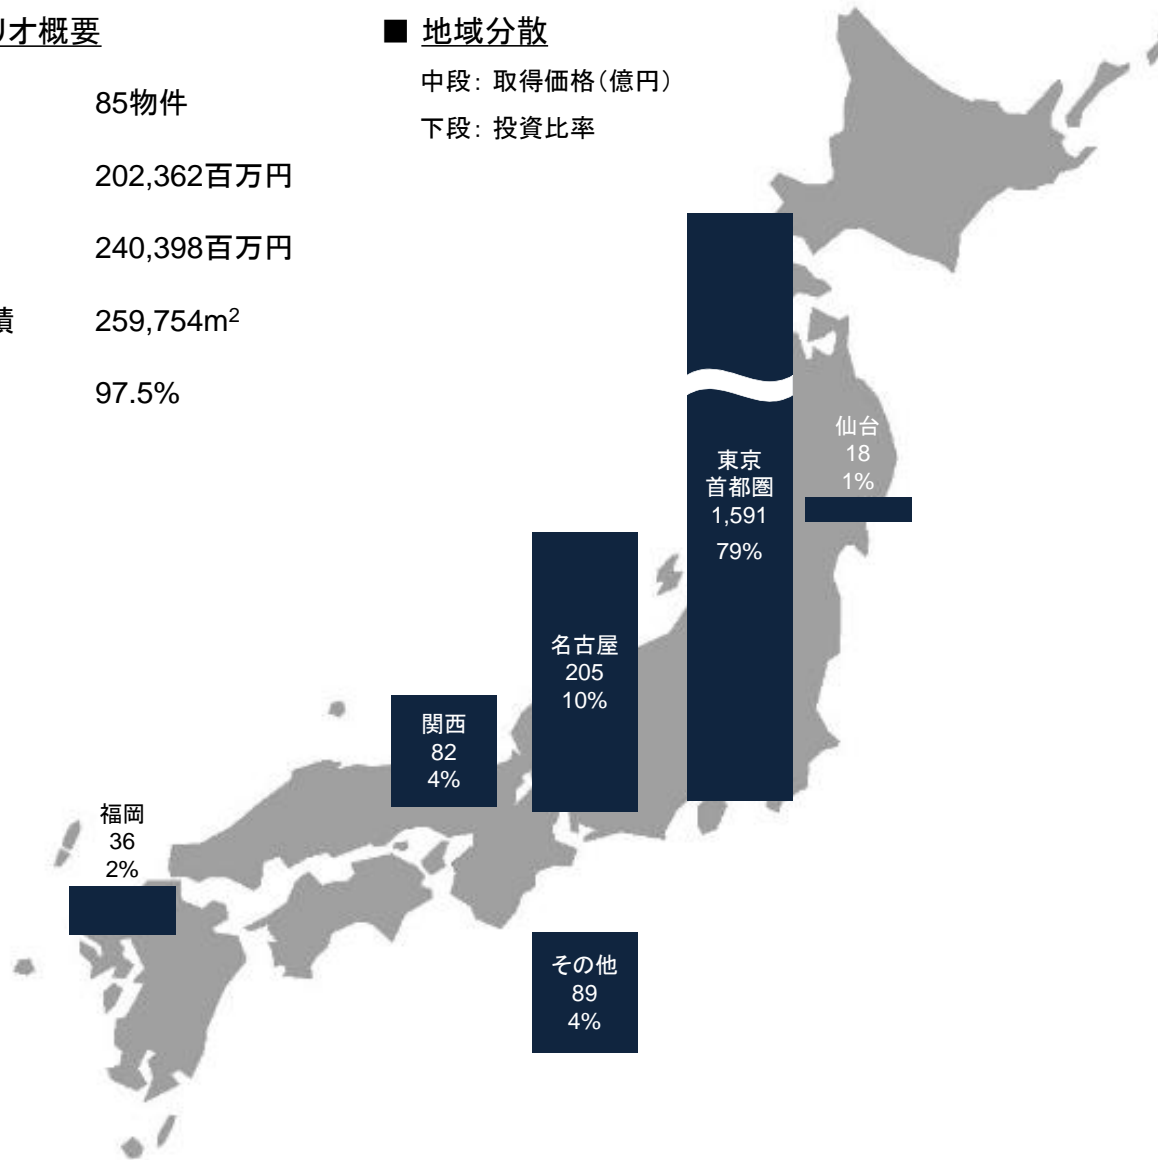 リオ概要
85物件
202,362百万円
240,398百万円
積 259,754m²
97.5%
■ 地域分散
中段: 取得価格(億円)
下段: 投資比率
仙台
18
1%
東京
首都圏
1,591
79%
名古屋
205
10%
関西
82
4%
福岡
36
2%
その他
89
4%